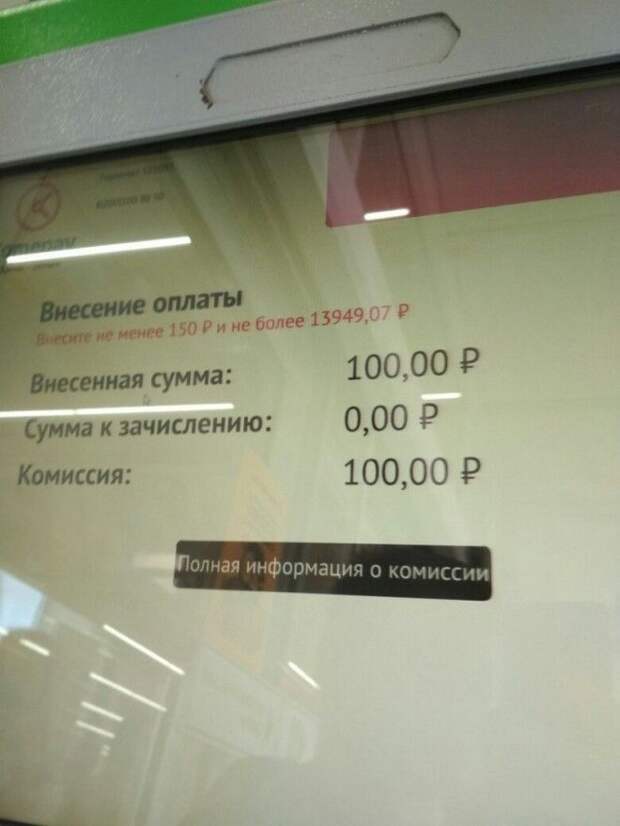 Терминал
Внесение оплаты
Внесите не менее 150 ₽ и не более 13949,07 ₽
Внесенная сумма: 100,00 ₽
Сумма к зачислению: 0,00 ₽
Комиссия: 100,00 ₽
Полная информация о комиссии